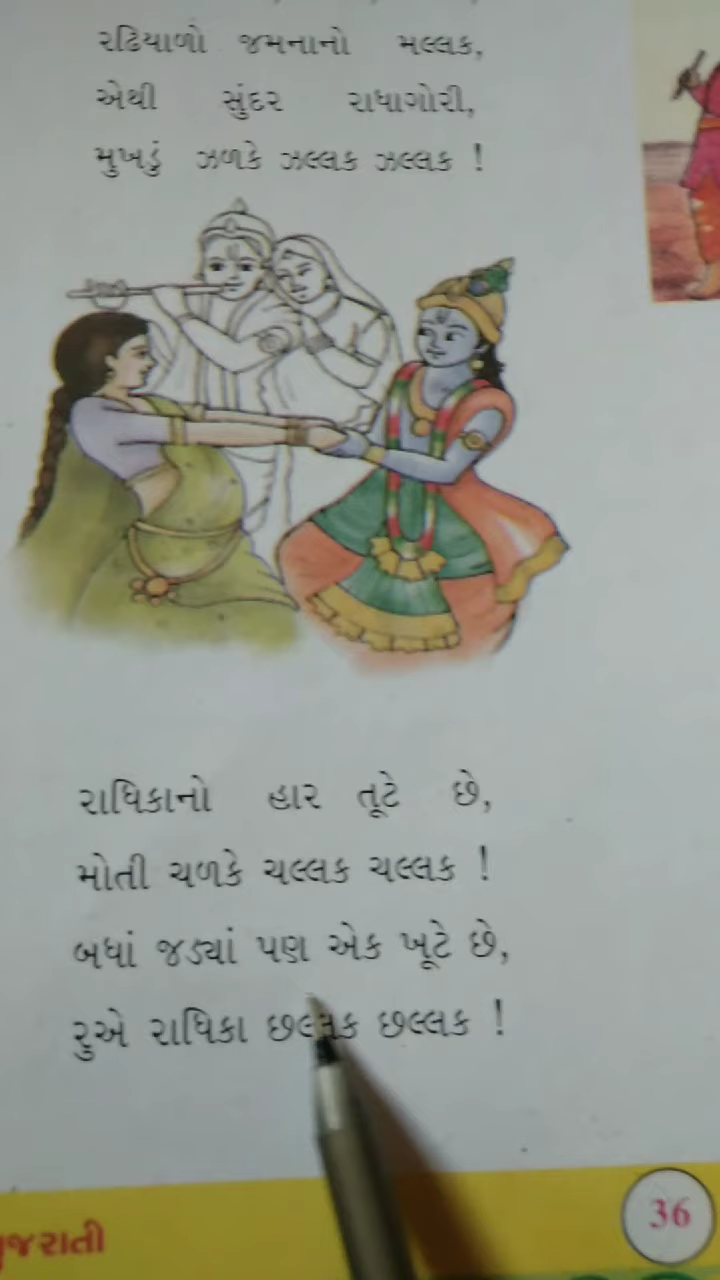 રઢિયાળો જમનાનો મલ્લક,
એથી સુંદર રાધાગોરી,
મુખડું ઝળકે ઝલ્લક ઝલ્લક !
રાધિકાનો હાર તૂટે છે,
મોતી ચળકે ચલ્લક ચલ્લક !
બધાં જડ્યાં પણ એક ખૂટે છે,
રુએ રાધિકા છલ્લક છલ્લક !
36
ગુજરાતી